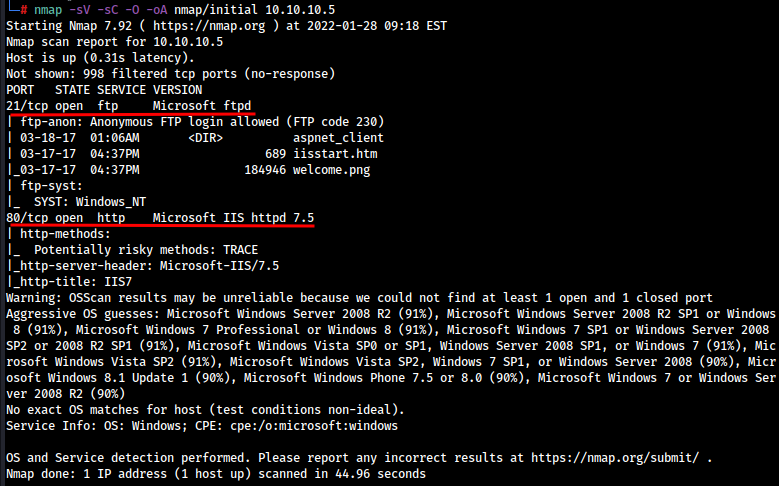 └─# nmap -sV -sC -O -oA nmap/initial 10.10.10.5
Starting Nmap 7.92 ( https://nmap.org ) at 2022-01-28 09:18 EST
Nmap scan report for 10.10.10.5
Host is up (0.31s latency).
Not shown: 998 filtered tcp ports (no-response)
PORT   STATE SERVICE VERSION
21/tcp open  ftp     Microsoft ftpd
| ftp-anon: Anonymous FTP login allowed (FTP code 230)
| 03-18-17  01:06AM       <DIR>          aspnet_client
| 03-17-17  04:37PM                  689 iisstart.htm
|_03-17-17  04:37PM               184946 welcome.png
| ftp-syst:
|_  SYST: Windows_NT
80/tcp open  http    Microsoft IIS httpd 7.5
| http-methods:
|_  Potentially risky methods: TRACE
|_http-server-header: Microsoft-IIS/7.5
|_http-title: IIS7
Warning: OSScan results may be unreliable because we could not find at least 1 open and 1 closed port
Aggressive OS guesses: Microsoft Windows Server 2008 R2 (91%), Microsoft Windows Server 2008 R2 SP1 or Windows
 8 (91%), Microsoft Windows 7 Professional or Windows 8 (91%), Microsoft Windows 7 SP1 or Windows Server 2008
SP2 or 2008 R2 SP1 (91%), Microsoft Windows Vista SP0 or SP1, Windows Server 2008 SP1, or Windows 7 (91%), Mic
rosoft Windows Vista SP2 (91%), Microsoft Windows Vista SP2, Windows 7 SP1, or Windows Server 2008 (90%), Micr
osoft Windows 8.1 Update 1 (90%), Microsoft Windows Phone 7.5 or 8.0 (90%), Microsoft Windows 7 or Windows Ser
ver 2008 R2 (90%)
No exact OS matches for host (test conditions non-ideal).
Service Info: OS: Windows; CPE: cpe:/o:microsoft:windows
OS and Service detection performed. Please report any incorrect results at https://nmap.org/submit/ .
Nmap done: 1 IP address (1 host up) scanned in 44.96 seconds